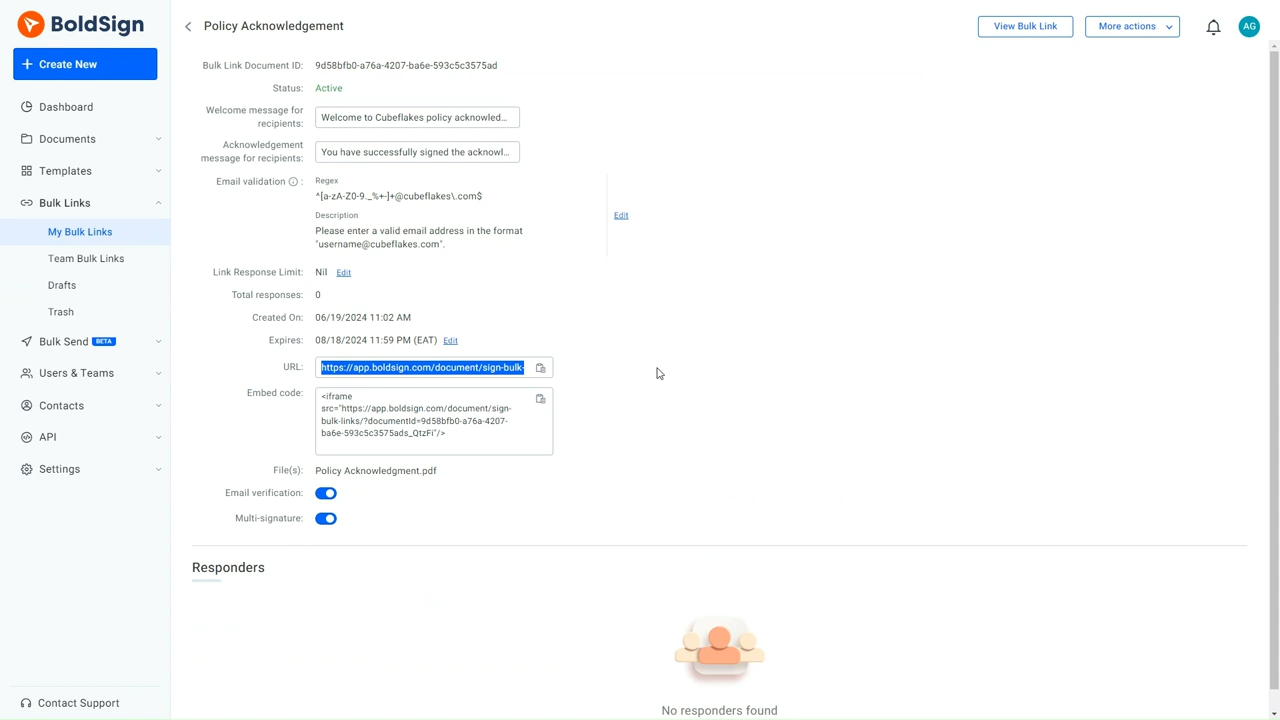 BoldSign
Policy Acknowledgement
View Bulk Link
More actions
AG
Create New
Dashboard
Documents
Templates
Bulk Links
My Bulk Links
Team Bulk Links
Drafts
Trash
Bulk Send BETA
Users & Teams
Contacts
API
Settings
Contact Support
Bulk Link Document ID: 9d58bfb0-a76a-4207-ba6e-593c5c3575ad
Status: Active
Welcome message for
recipients:
Welcome to Cubeflakes policy acknowled...
Acknowledgement
message for recipients:
You have successfully signed the acknowl...
Email validation :
Regex
^[a-zA-Z0-9._%+-]+@cubeflakes\.com$
Description
Please enter a valid email address in the format
"username@cubeflakes.com".
Edit
Link Response Limit: Nil Edit
Total responses: 0
Created On: 06/19/2024 11:02 AM
Expires: 08/18/2024 11:59 PM (EAT) Edit
URL: https://app.boldsign.com/document/sign-bulk-
Embed code:
<iframe
src="https://app.boldsign.com/document/sign-
bulk-links/?documentId=9d58bfb0-a76a-4207-
ba6e-593c5c3575ads_QtzFi"/>
File(s): Policy Acknowledgment.pdf
Email verification:
Multi-signature:
Responders
No responders found